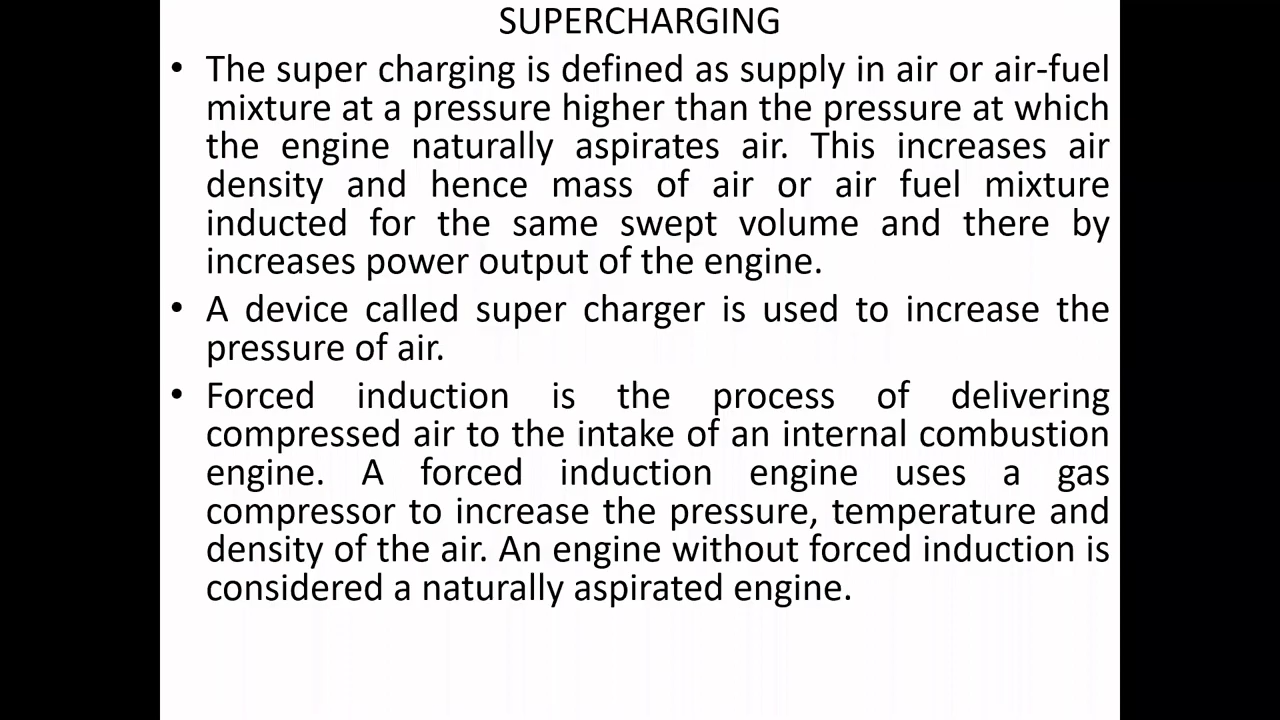 SUPERCHARGING
• The super charging is defined as supply in air or air-fuel
mixture at a pressure higher than the pressure at which
the engine naturally aspirates air. This increases air
density and hence mass of air or air fuel mixture
inducted for the same swept volume and there by
increases power output of the engine.
• A device called super charger is used to increase the
pressure of air.
• Forced induction is the process of delivering
compressed air to the intake of an internal combustion
engine. A forced induction engine uses a gas
compressor to increase the pressure, temperature and
density of the air. An engine without forced induction is
considered a naturally aspirated engine.